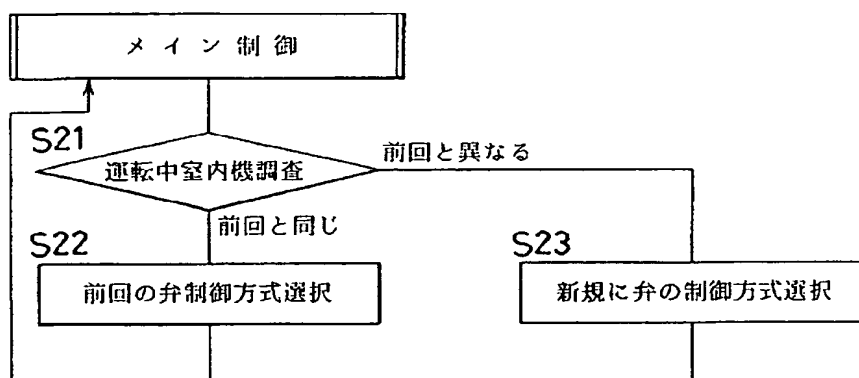 メイン制御
S21
運転中室内機調査
前回と異なる
前回と同じ
S22
前回の弁制御方式選択
S23
新規に弁の制御方式選択